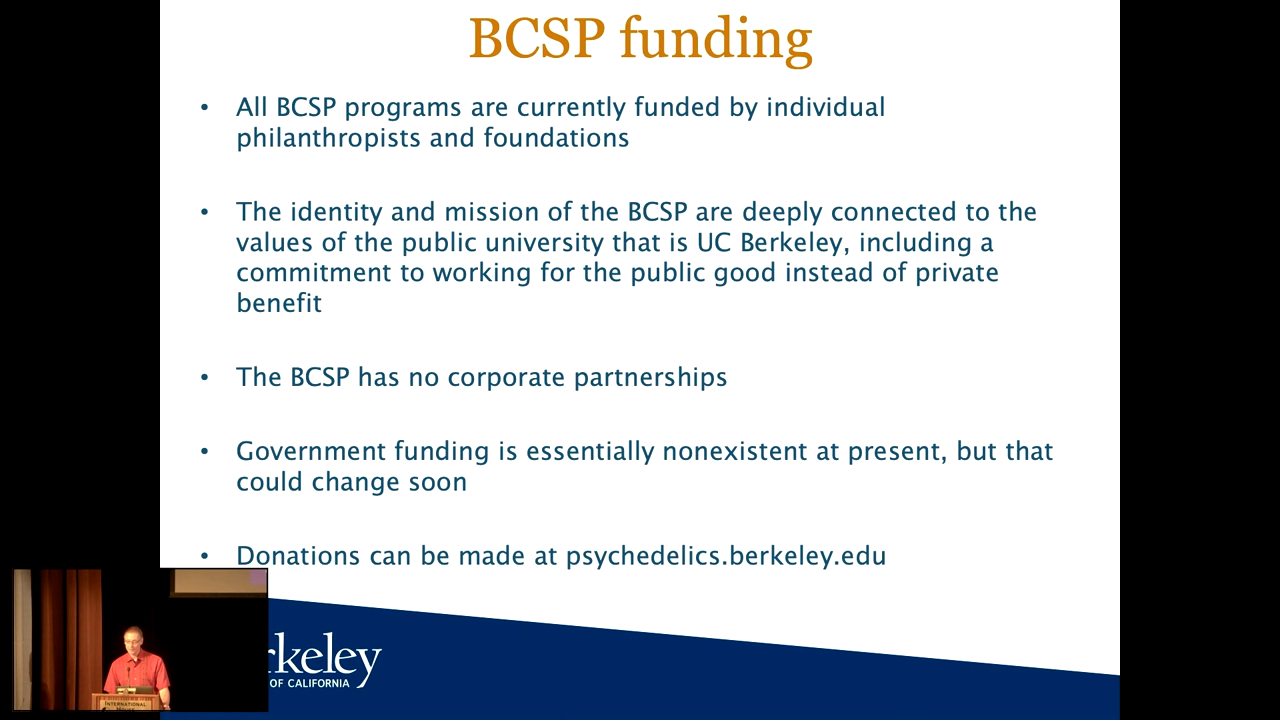 BCSP funding
• All BCSP programs are currently funded by individual
philanthropists and foundations
• The identity and mission of the BCSP are deeply connected to the
values of the public university that is UC Berkeley, including a
commitment to working for the public good instead of private
benefit
• The BCSP has no corporate partnerships
• Government funding is essentially nonexistent at present, but that
could change soon
• Donations can be made at psychedelics.berkeley.edu
rkeley
OF CALIFORNIA
INTERNATIONAL